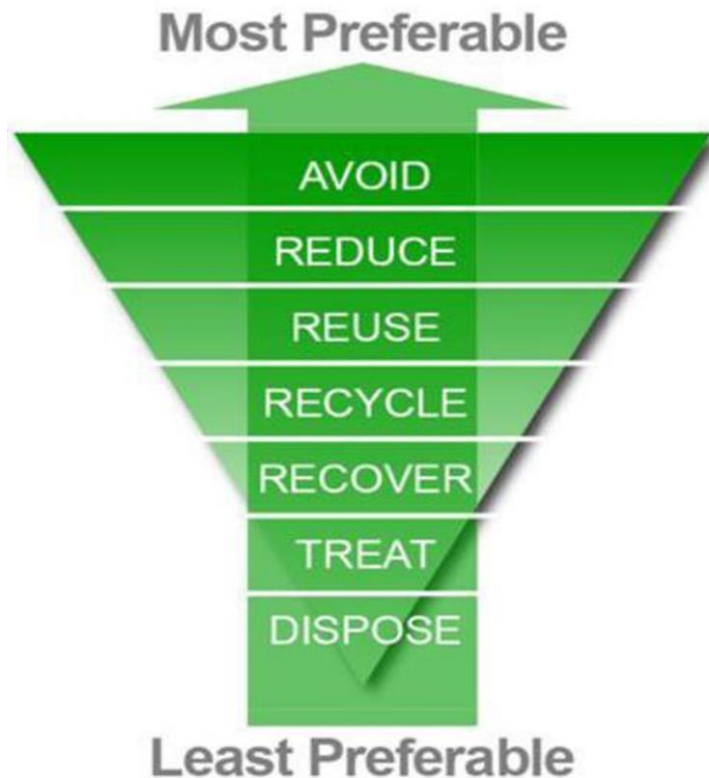 Most Preferable
AVOID
REDUCE
REUSE
RECYCLE
RECOVER
TREAT
DISPOSE
Least Preferable